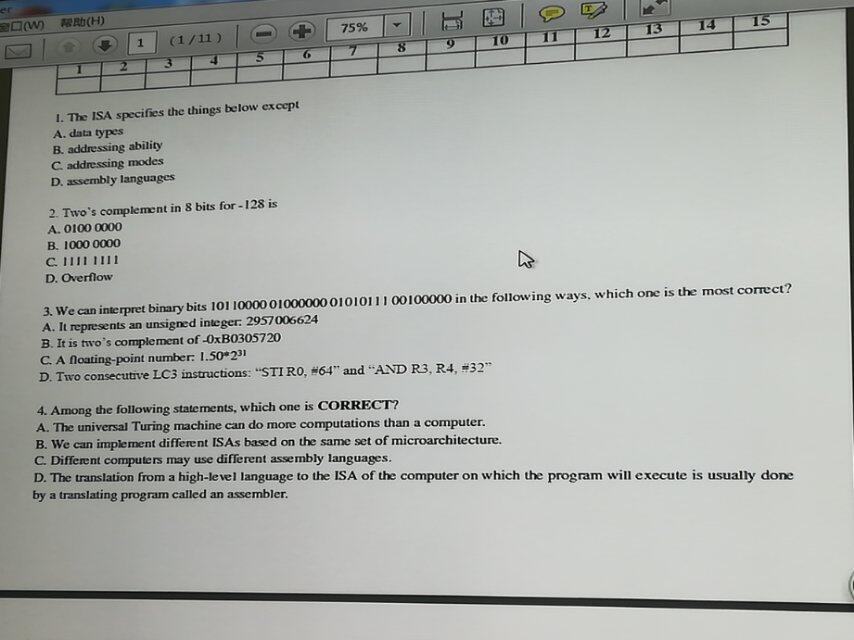 er
窗口(W) 帮助(H)
1 (1 / 11) 75%
1 2 3 4 5 6 7 8 9 10 11 12 13 14 15
1. The ISA specifies the things below except
A. data types
B. addressing ability
C. addressing modes
D. assembly languages
2. Two's complement in 8 bits for -128 is
A. 0100 0000
B. 1000 0000
C. 1111 1111
D. Overflow
3. We can interpret binary bits 10110000 01000000 01010111 00100000 in the following ways, which one is the most correct?
A. It represents an unsigned integer: 2957006624
B. It is two's complement of -0xB0305720
C. A floating-point number: 1.50*2³¹
D. Two consecutive LC3 instructions: "STI R0, #64" and "AND R3, R4, #32"
4. Among the following statements, which one is CORRECT?
A. The universal Turing machine can do more computations than a computer.
B. We can implement different ISAs based on the same set of microarchitecture.
C. Different computers may use different assembly languages.
D. The translation from a high-level language to the ISA of the computer on which the program will execute is usually done
by a translating program called an assembler.